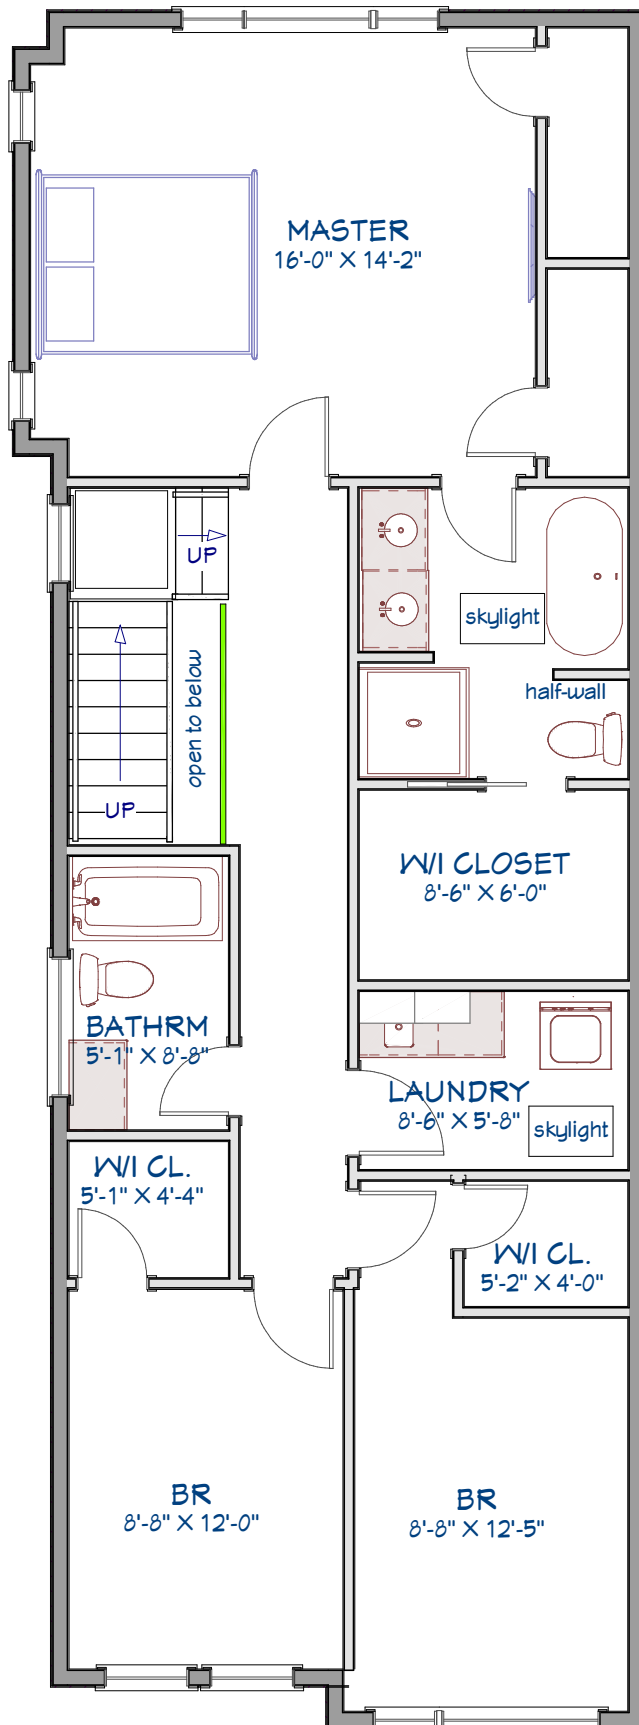 MASTER
16'-0" X 14'-2"
UP
skylight
open to below
half-wall
UP
W/I CLOSET
8'-6" X 6'-0"
BATHRM
5'-1" X 8'-8"
LAUNDRY
8'-6" X 5'-8"
skylight
W/I CL.
5'-1" X 4'-4"
W/I CL.
5'-2" X 4'-0"
BR
8'-8" X 12'-0"
BR
8'-8" X 12'-5"